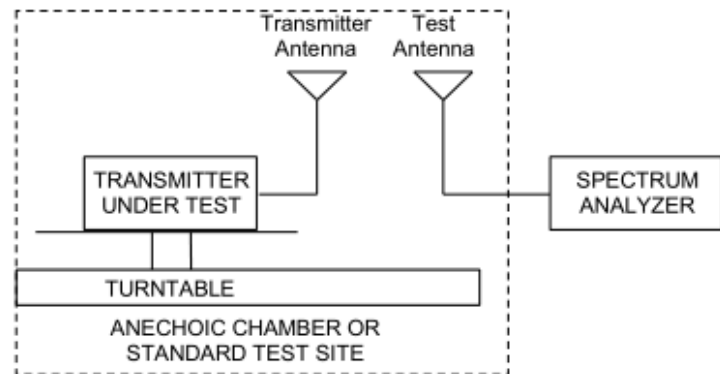 Transmitter
Antenna
Test
Antenna
TRANSMITTER
UNDER TEST
SPECTRUM
ANALYZER
TURNTABLE
ANECHOIC CHAMBER OR
STANDARD TEST SITE